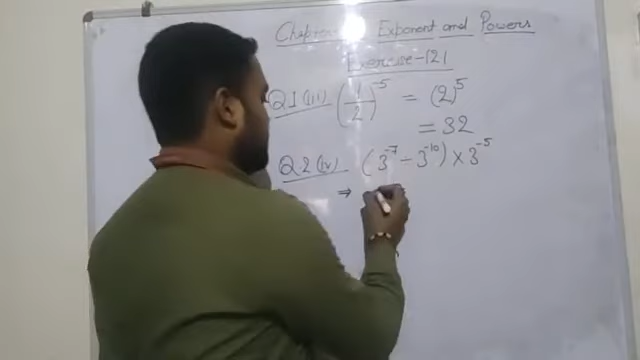 Chapter Exponent and Powers
Exercise-12.1
Q1(iii) (1/2)⁻⁵ = (2)⁵
= 32
Q2(iv) (3⁻⁷ ÷ 3⁻¹⁰) × 3⁻⁵
⇒